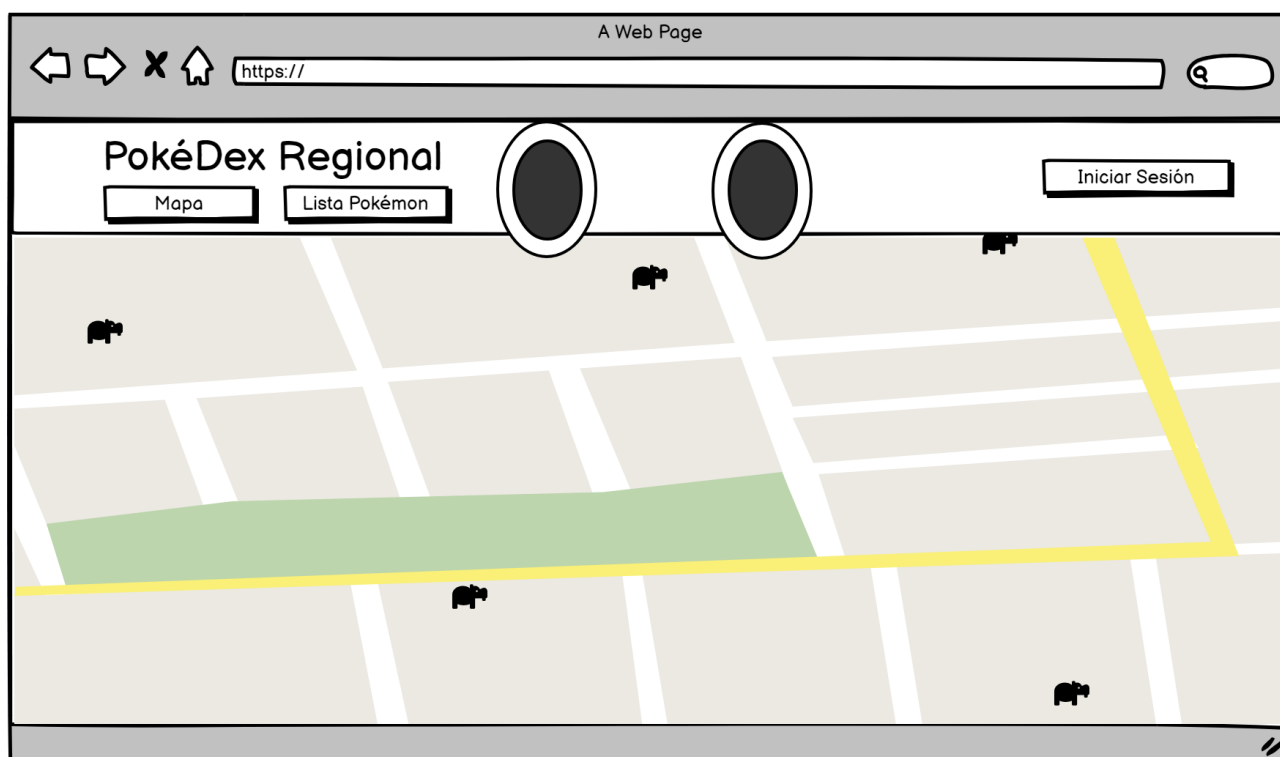 A Web Page
https://
PokéDex Regional
Mapa
Lista Pokémon
Iniciar Sesión